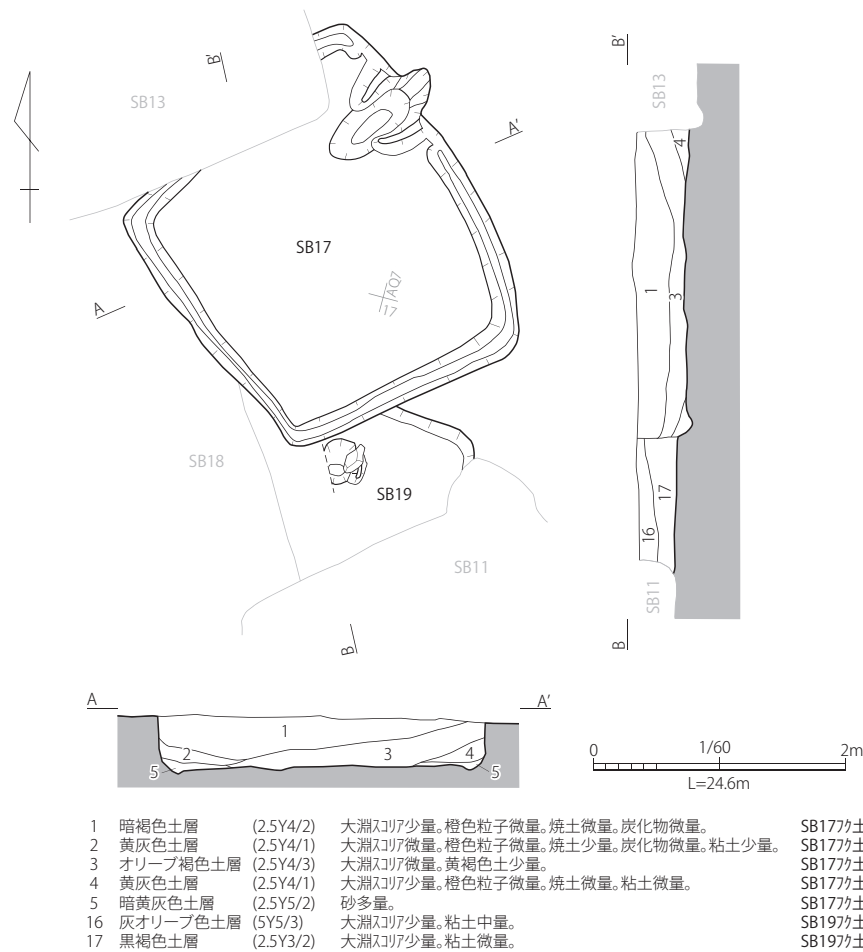 B'
SB13
A'
SB17
AQ7
17
A
SB18
SB19
SB11
B
B'
SB13
4
1
3
17
16
SB11
B
A
A'
1
2
3
4
5
5
0
1/60
2m
L=24.6m
1 暗褐色土層 (2.5Y4/2) 大淵ｽｺﾘｱ少量｡橙色粒子微量｡焼土微量｡炭化物微量｡ SB17ﾌｸ土
2 黄灰色土層 (2.5Y4/1) 大淵ｽｺﾘｱ微量｡橙色粒子微量｡焼土少量｡炭化物微量｡粘土少量｡ SB17ﾌｸ土
3 オリーブ褐色土層 (2.5Y4/3) 大淵ｽｺﾘｱ微量｡黄褐色土少量｡ SB17ﾌｸ土
4 黄灰色土層 (2.5Y4/1) 大淵ｽｺﾘｱ少量｡橙色粒子微量｡焼土微量｡粘土微量｡ SB17ﾌｸ土
5 暗黄灰色土層 (2.5Y5/2) 砂多量｡ SB17ﾌｸ土
16 灰オリーブ色土層 (5Y5/3) 大淵ｽｺﾘｱ少量｡粘土中量｡ SB19ﾌｸ土
17 黒褐色土層 (2.5Y3/2) 大淵ｽｺﾘｱ少量｡粘土微量｡ SB19ﾌｸ土